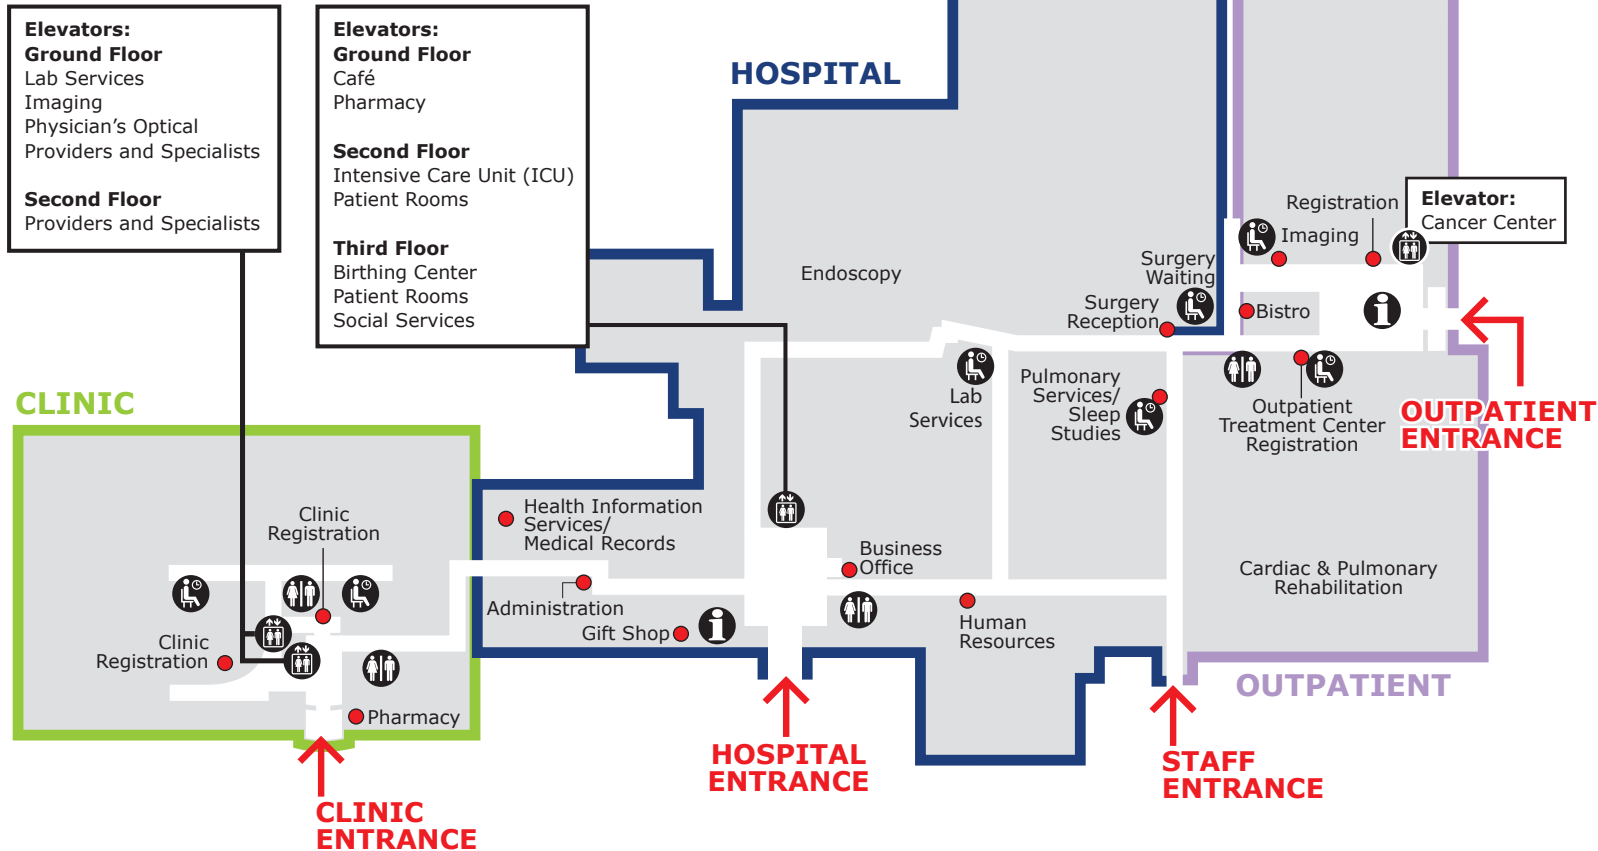 Elevators:
Ground Floor
Lab Services
Imaging
Physician’s Optical
Providers and Specialists
Second Floor
Providers and Specialists
Elevators:
Ground Floor
Café
Pharmacy
Second Floor
Intensive Care Unit (ICU)
Patient Rooms
Third Floor
Birthing Center
Patient Rooms
Social Services
HOSPITAL
Endoscopy
Surgery
Waiting
Surgery
Reception
Registration
Imaging
Elevator:
Cancer Center
Bistro
Lab
Services
Pulmonary
Services/
Sleep
Studies
Outpatient
Treatment Center
Registration
OUTPATIENT
ENTRANCE
CLINIC
Clinic
Registration
Health Information
Services/
Medical Records
Business
Office
Cardiac & Pulmonary
Rehabilitation
Administration
Gift Shop
Human
Resources
Clinic
Registration
Pharmacy
OUTPATIENT
HOSPITAL
ENTRANCE
STAFF
ENTRANCE
CLINIC
ENTRANCE